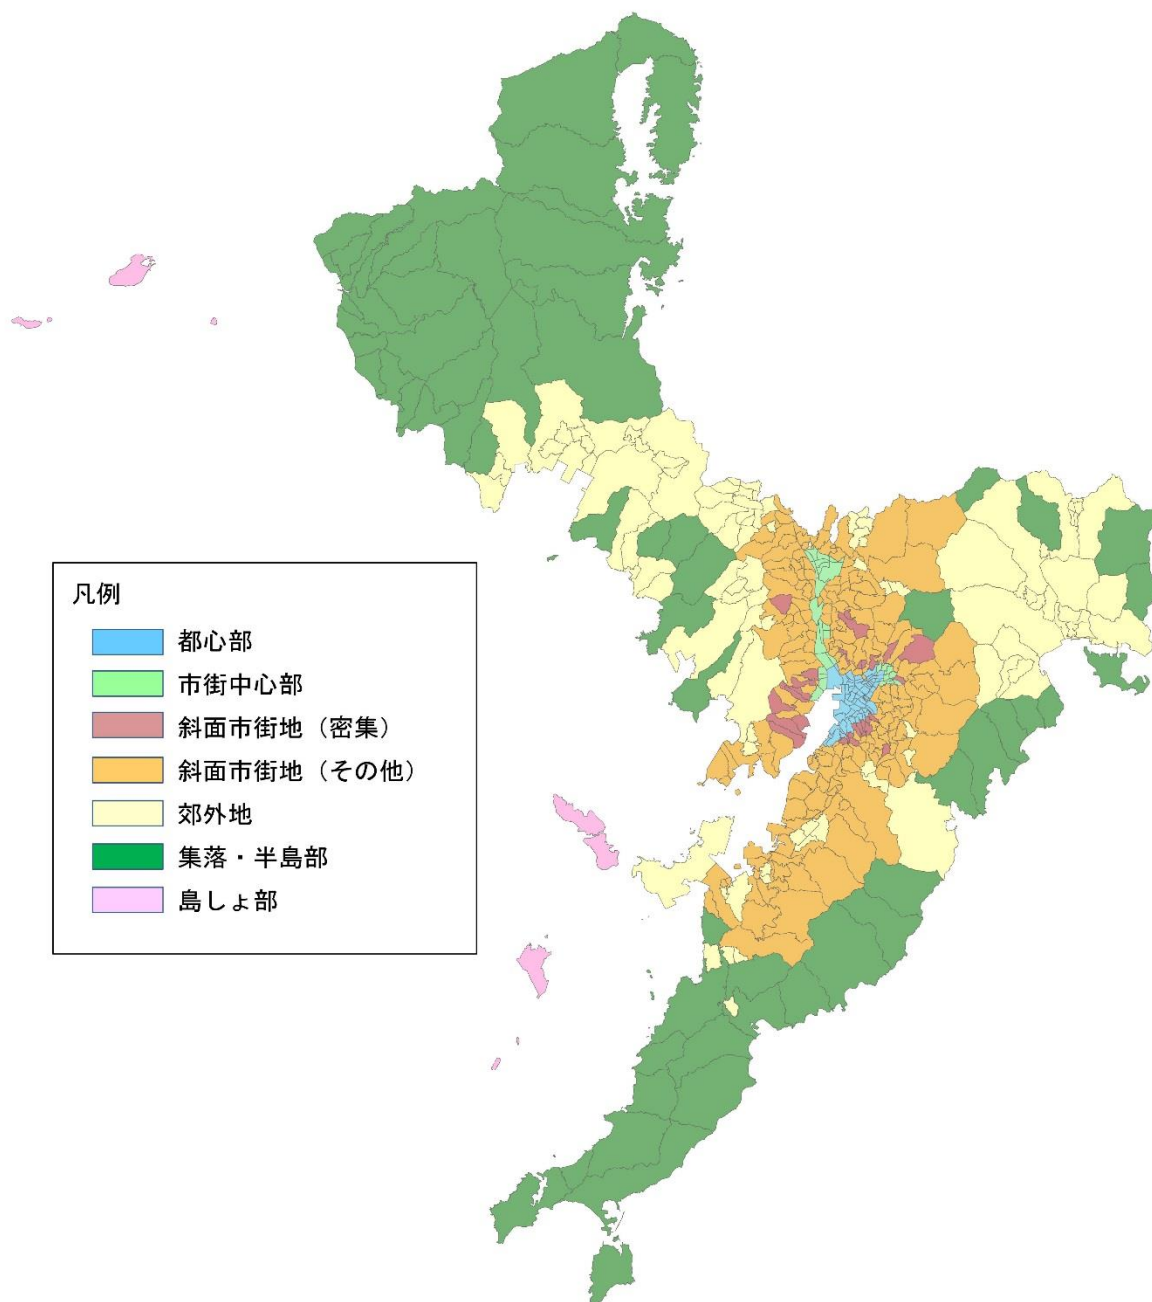 凡例
都心部
市街中心部
斜面市街地（密集）
斜面市街地（その他）
郊外地
集落・半島部
島しょ部